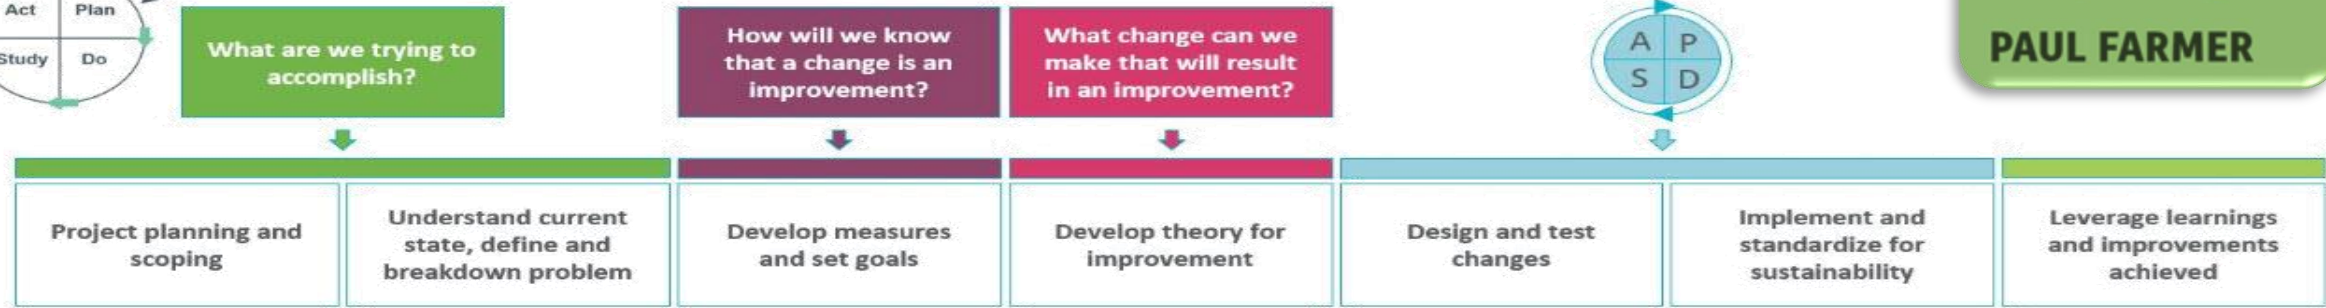 Act Plan
Study Do
What are we trying to
accomplish?
How will we know
that a change is an
improvement?
What change can we
make that will result
in an improvement?
A P
S D
PAUL FARMER
Project planning and
scoping
Understand current
state, define and
breakdown problem
Develop measures
and set goals
Develop theory for
improvement
Design and test
changes
Implement and
standardize for
sustainability
Leverage learnings
and improvements
achieved